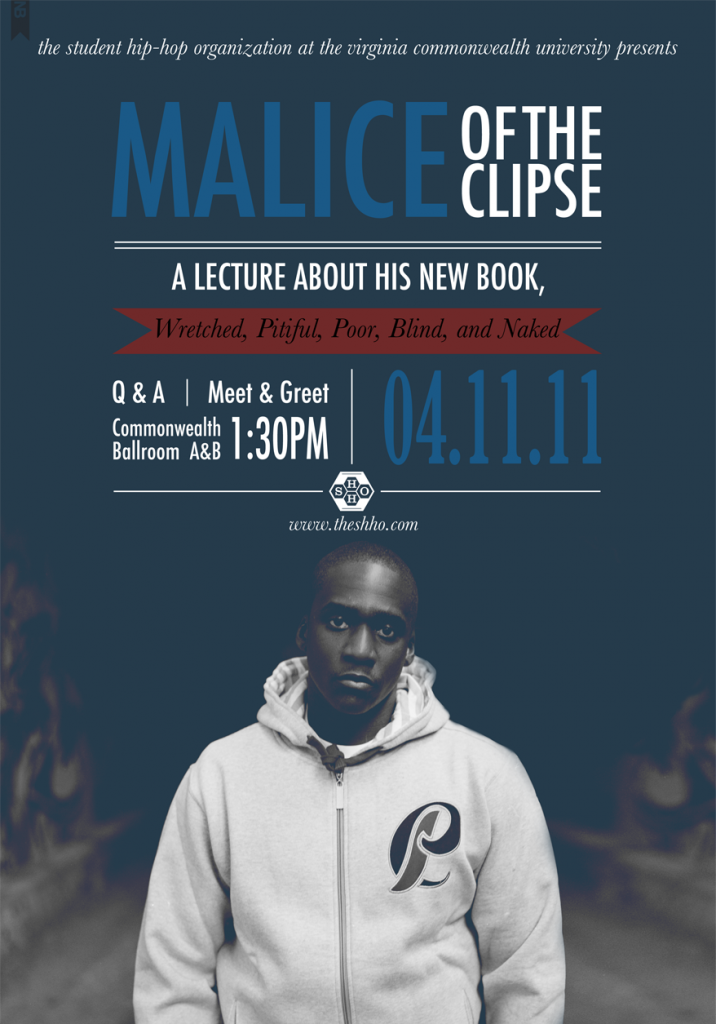 NB
the student hip-hop organization at the virginia commonwealth university presents
MALICE OF THE CLIPSE
A LECTURE ABOUT HIS NEW BOOK,
Wretched, Pitiful, Poor, Blind, and Naked
Q & A | Meet & Greet
Commonwealth Ballroom A&B 1:30PM
04.11.11
SHHO
www.theshho.com
PL